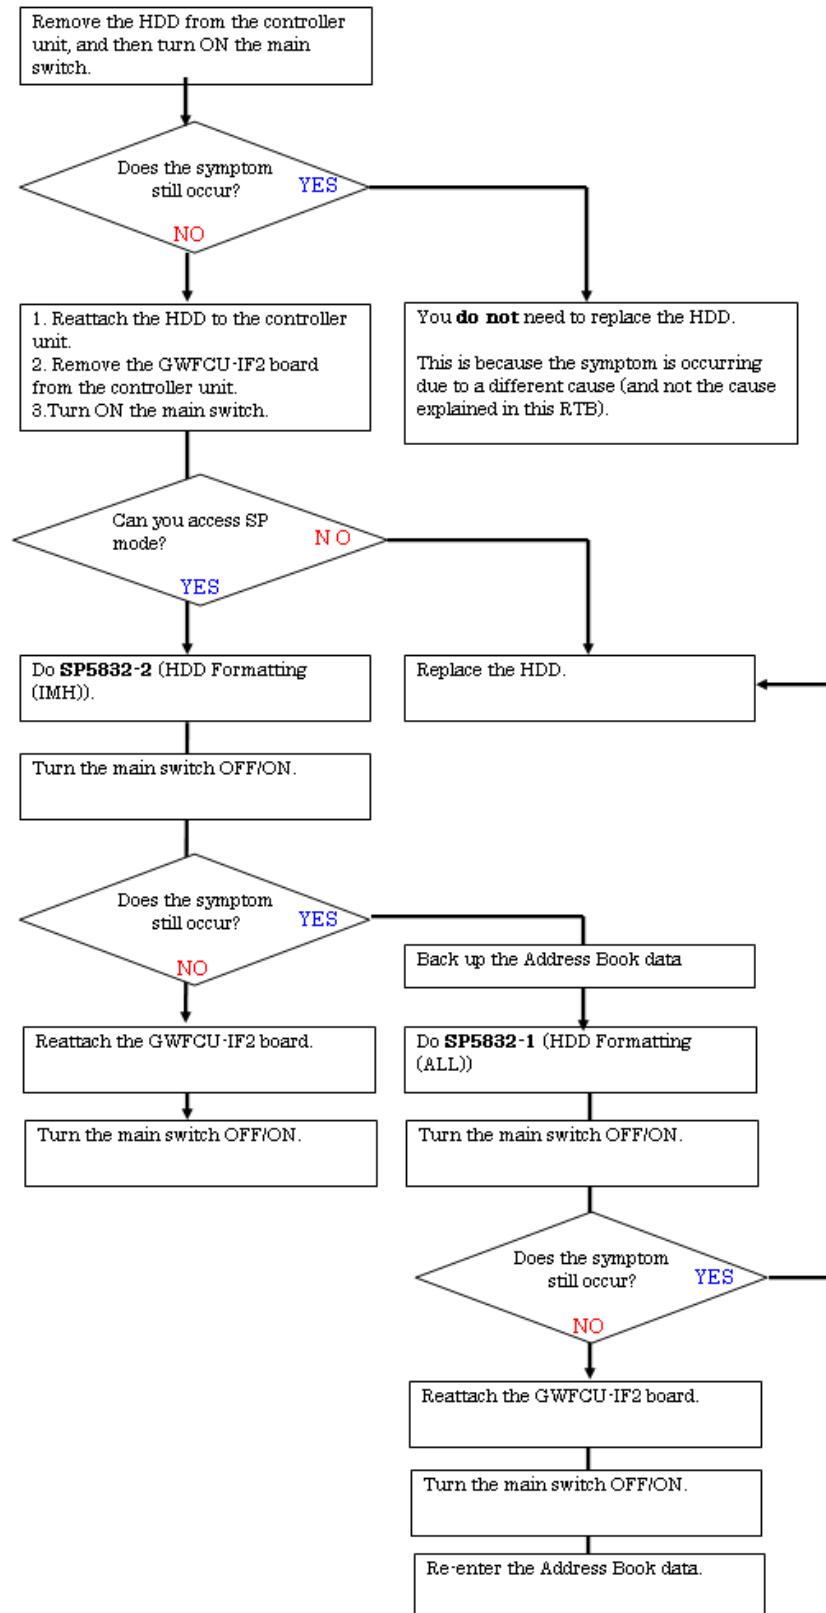 Remove the HDD from the controller
unit, and then turn ON the main
switch.
Does the symptom
still occur?
YES
NO
1. Reattach the HDD to the controller
unit.
2. Remove the GWFCU-IF2 board
from the controller unit.
3.Turn ON the main switch.
You do not need to replace the HDD.
This is because the symptom is occurring
due to a different cause (and not the cause
explained in this RTB).
Can you access SP
mode?
N O
YES
Do SP5832-2 (HDD Formatting
(IMH)).
Replace the HDD.
Turn the main switch OFF/ON.
Does the symptom
still occur?
YES
NO
Back up the Address Book data
Reattach the GWFCU-IF2 board.
Do SP5832-1 (HDD Formatting
(ALL))
Turn the main switch OFF/ON.
Turn the main switch OFF/ON.
Does the symptom
still occur?
YES
NO
Reattach the GWFCU-IF2 board.
Turn the main switch OFF/ON.
Re-enter the Address Book data.